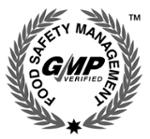 FOOD SAFETY MANAGEMENT
GMP
VERIFIED
TM